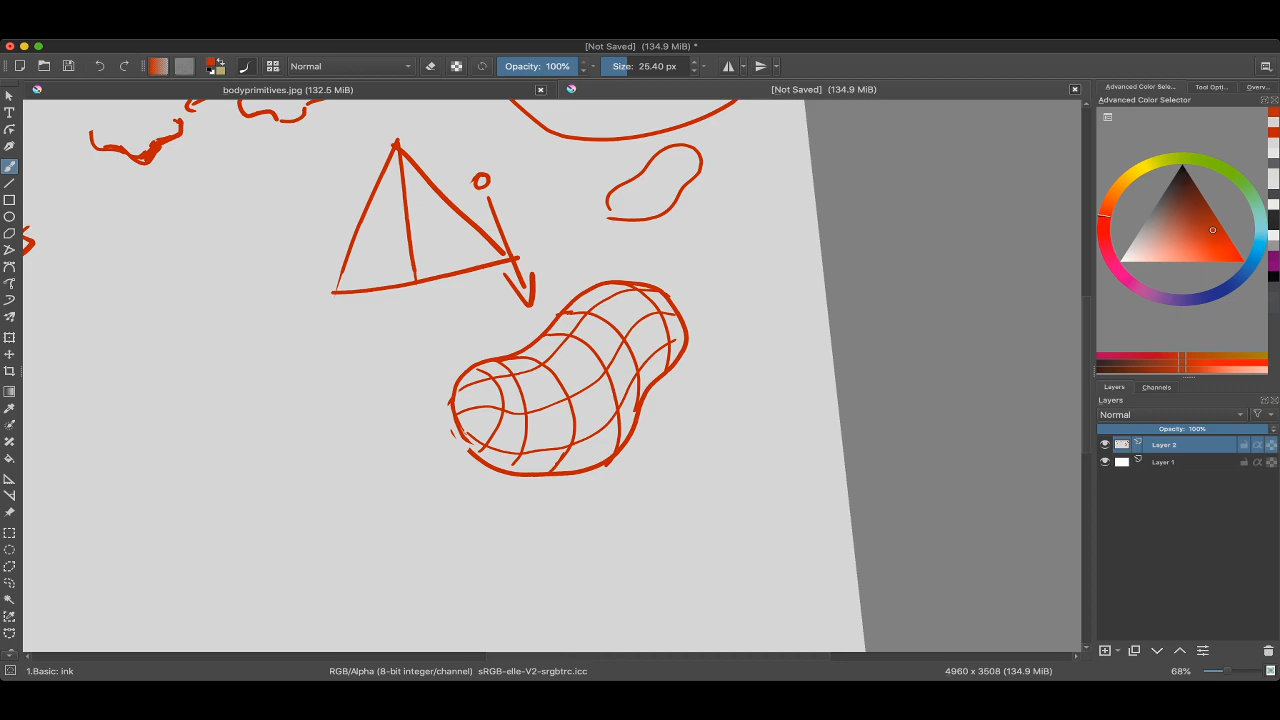 [Not Saved] (134.9 MiB) *
Normal
Opacity: 100%
Size: 25.40 px
bodyprimitives.jpg (132.5 MiB)
[Not Saved] (134.9 MiB)
Advanced Color Sele...
Tool Opti...
Overv...
Advanced Color Selector
Layers
Channels
Layers
Normal
Opacity: 100%
Layer 2
Layer 1
1.Basic: ink
RGB/Alpha (8-bit integer/channel) sRGB-elle-V2-srgbtrc.icc
4960 x 3508 (134.9 MiB)
68%